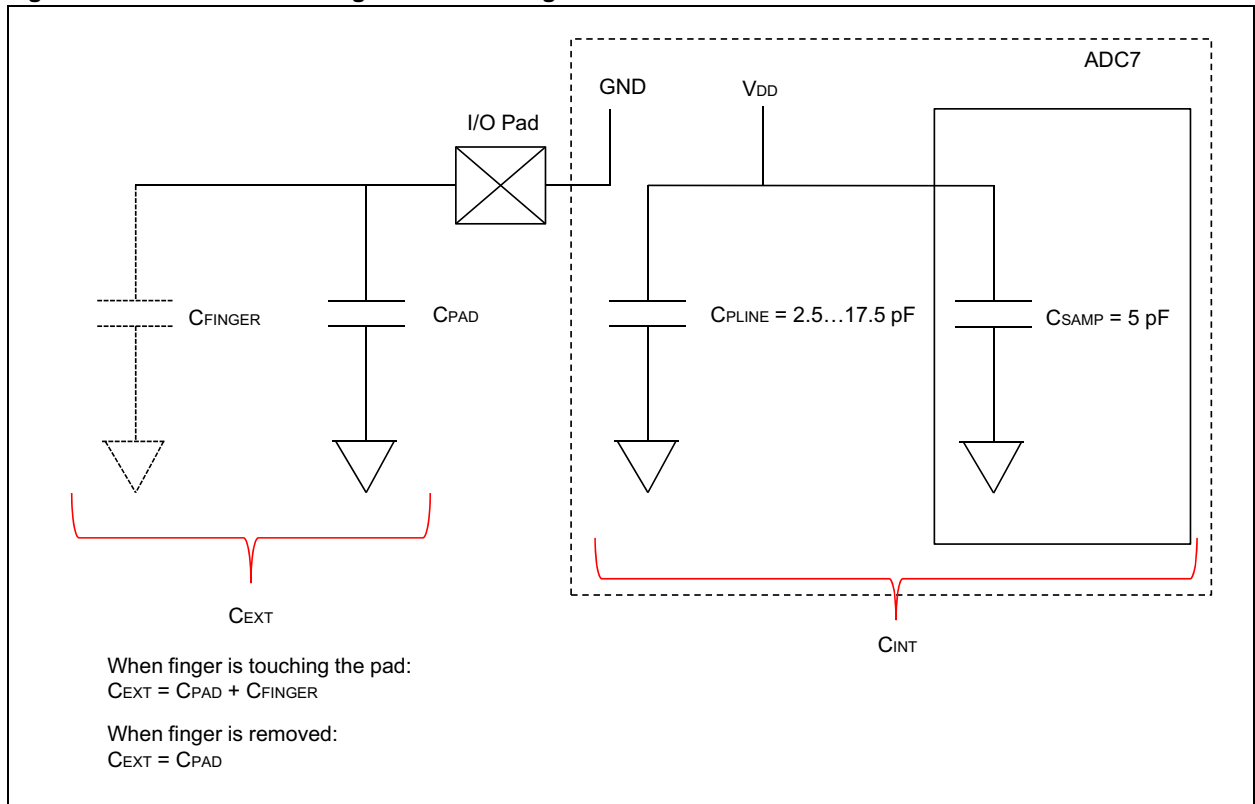 ADC7
GND
VDD
I/O Pad
CFINGER
CPAD
CPLINE = 2.5…17.5 pF
CSAMP = 5 pF
CEXT
CINT
When finger is touching the pad:
CEXT = CPAD + CFINGER
When finger is removed:
CEXT = CPAD